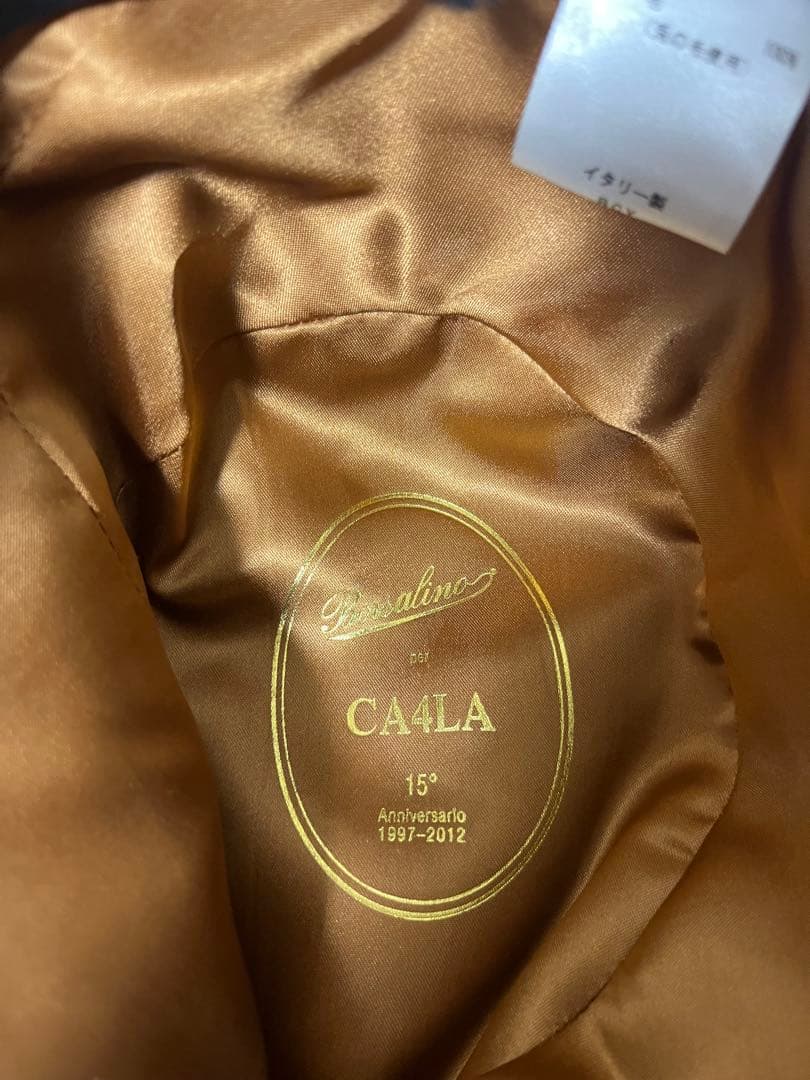 イタリー製
Borsalino
per
CA4LA
15°
Anniversario
1997-2012